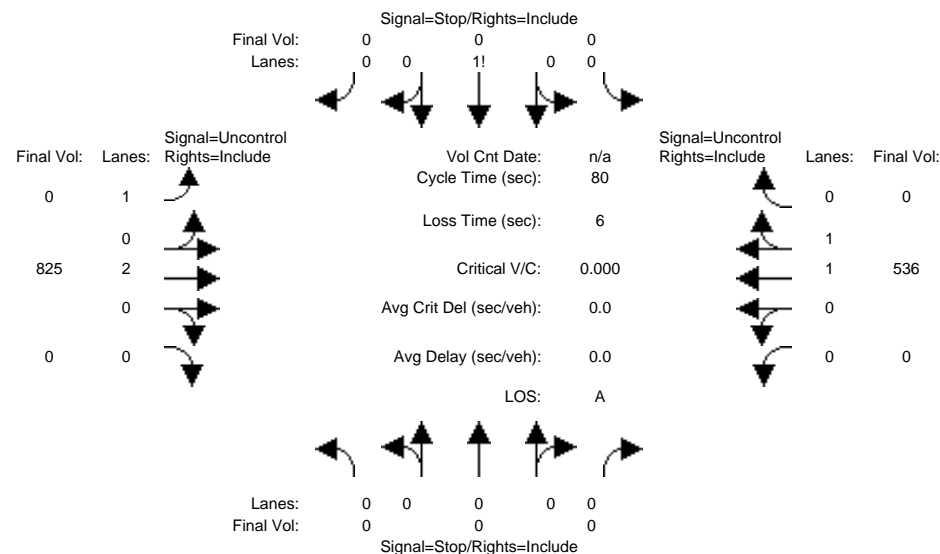 Signal=Stop/Rights=Include
Final Vol: 0 0 0
Lanes: 0 0 1! 0 0
Signal=Uncontrol Signal=Uncontrol
Final Vol: Lanes: Rights=Include Vol Cnt Date: n/a Rights=Include Lanes: Final Vol:
Cycle Time (sec): 80
0 1 0 0
Loss Time (sec): 6
0 1
825 2 Critical V/C: 0.000 1 536
0 Avg Crit Del (sec/veh): 0.0 0
0 0 Avg Delay (sec/veh): 0.0 0 0
LOS: A
Lanes: 0 0 0 0 0
Final Vol: 0 0 0
Signal=Stop/Rights=Include